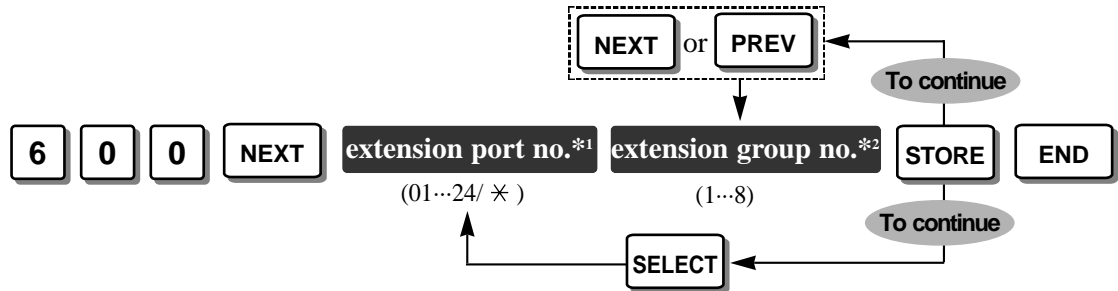 NEXT or PREV
To continue
6 0 0 NEXT extension port no.*1 extension group no.*2 STORE END
(01···24/ ✳ ) (1···8)
To continue
SELECT